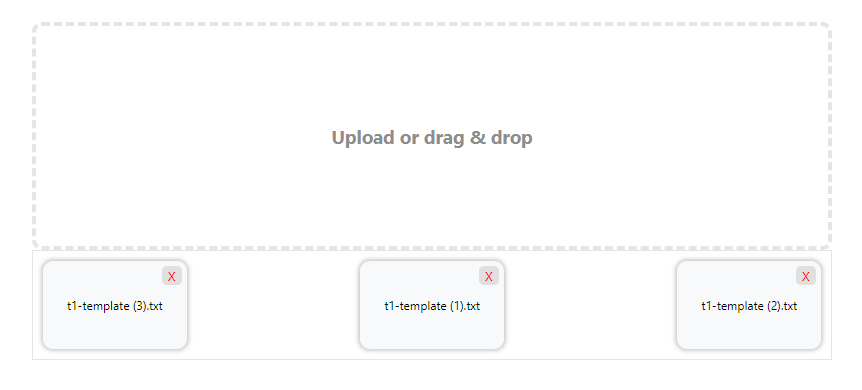 Upload or drag & drop
X
t1-template (3).txt
X
t1-template (1).txt
X
t1-template (2).txt